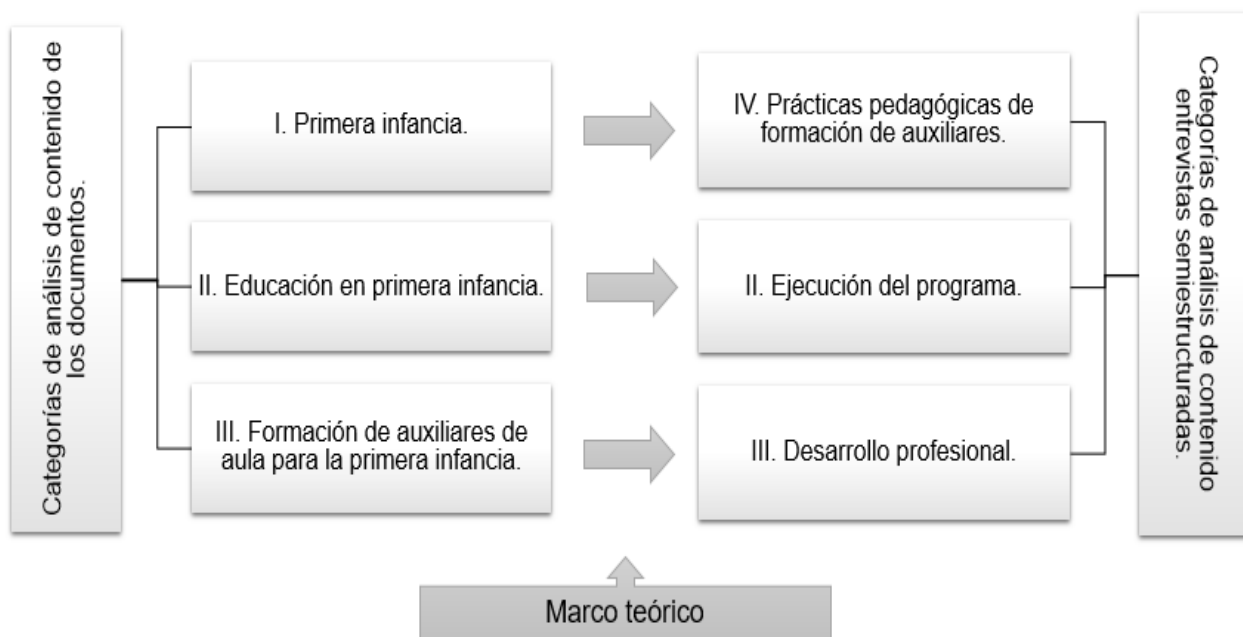 Categorías de análisis de contenido de
los documentos.
I. Primera infancia.
II. Educación en primera infancia.
III. Formación de auxiliares de
aula para la primera infancia.
IV. Prácticas pedagógicas de
formación de auxiliares.
II. Ejecución del programa.
III. Desarrollo profesional.
Categorías de análisis de contenido
entrevistas semiestructuradas.
Marco teórico